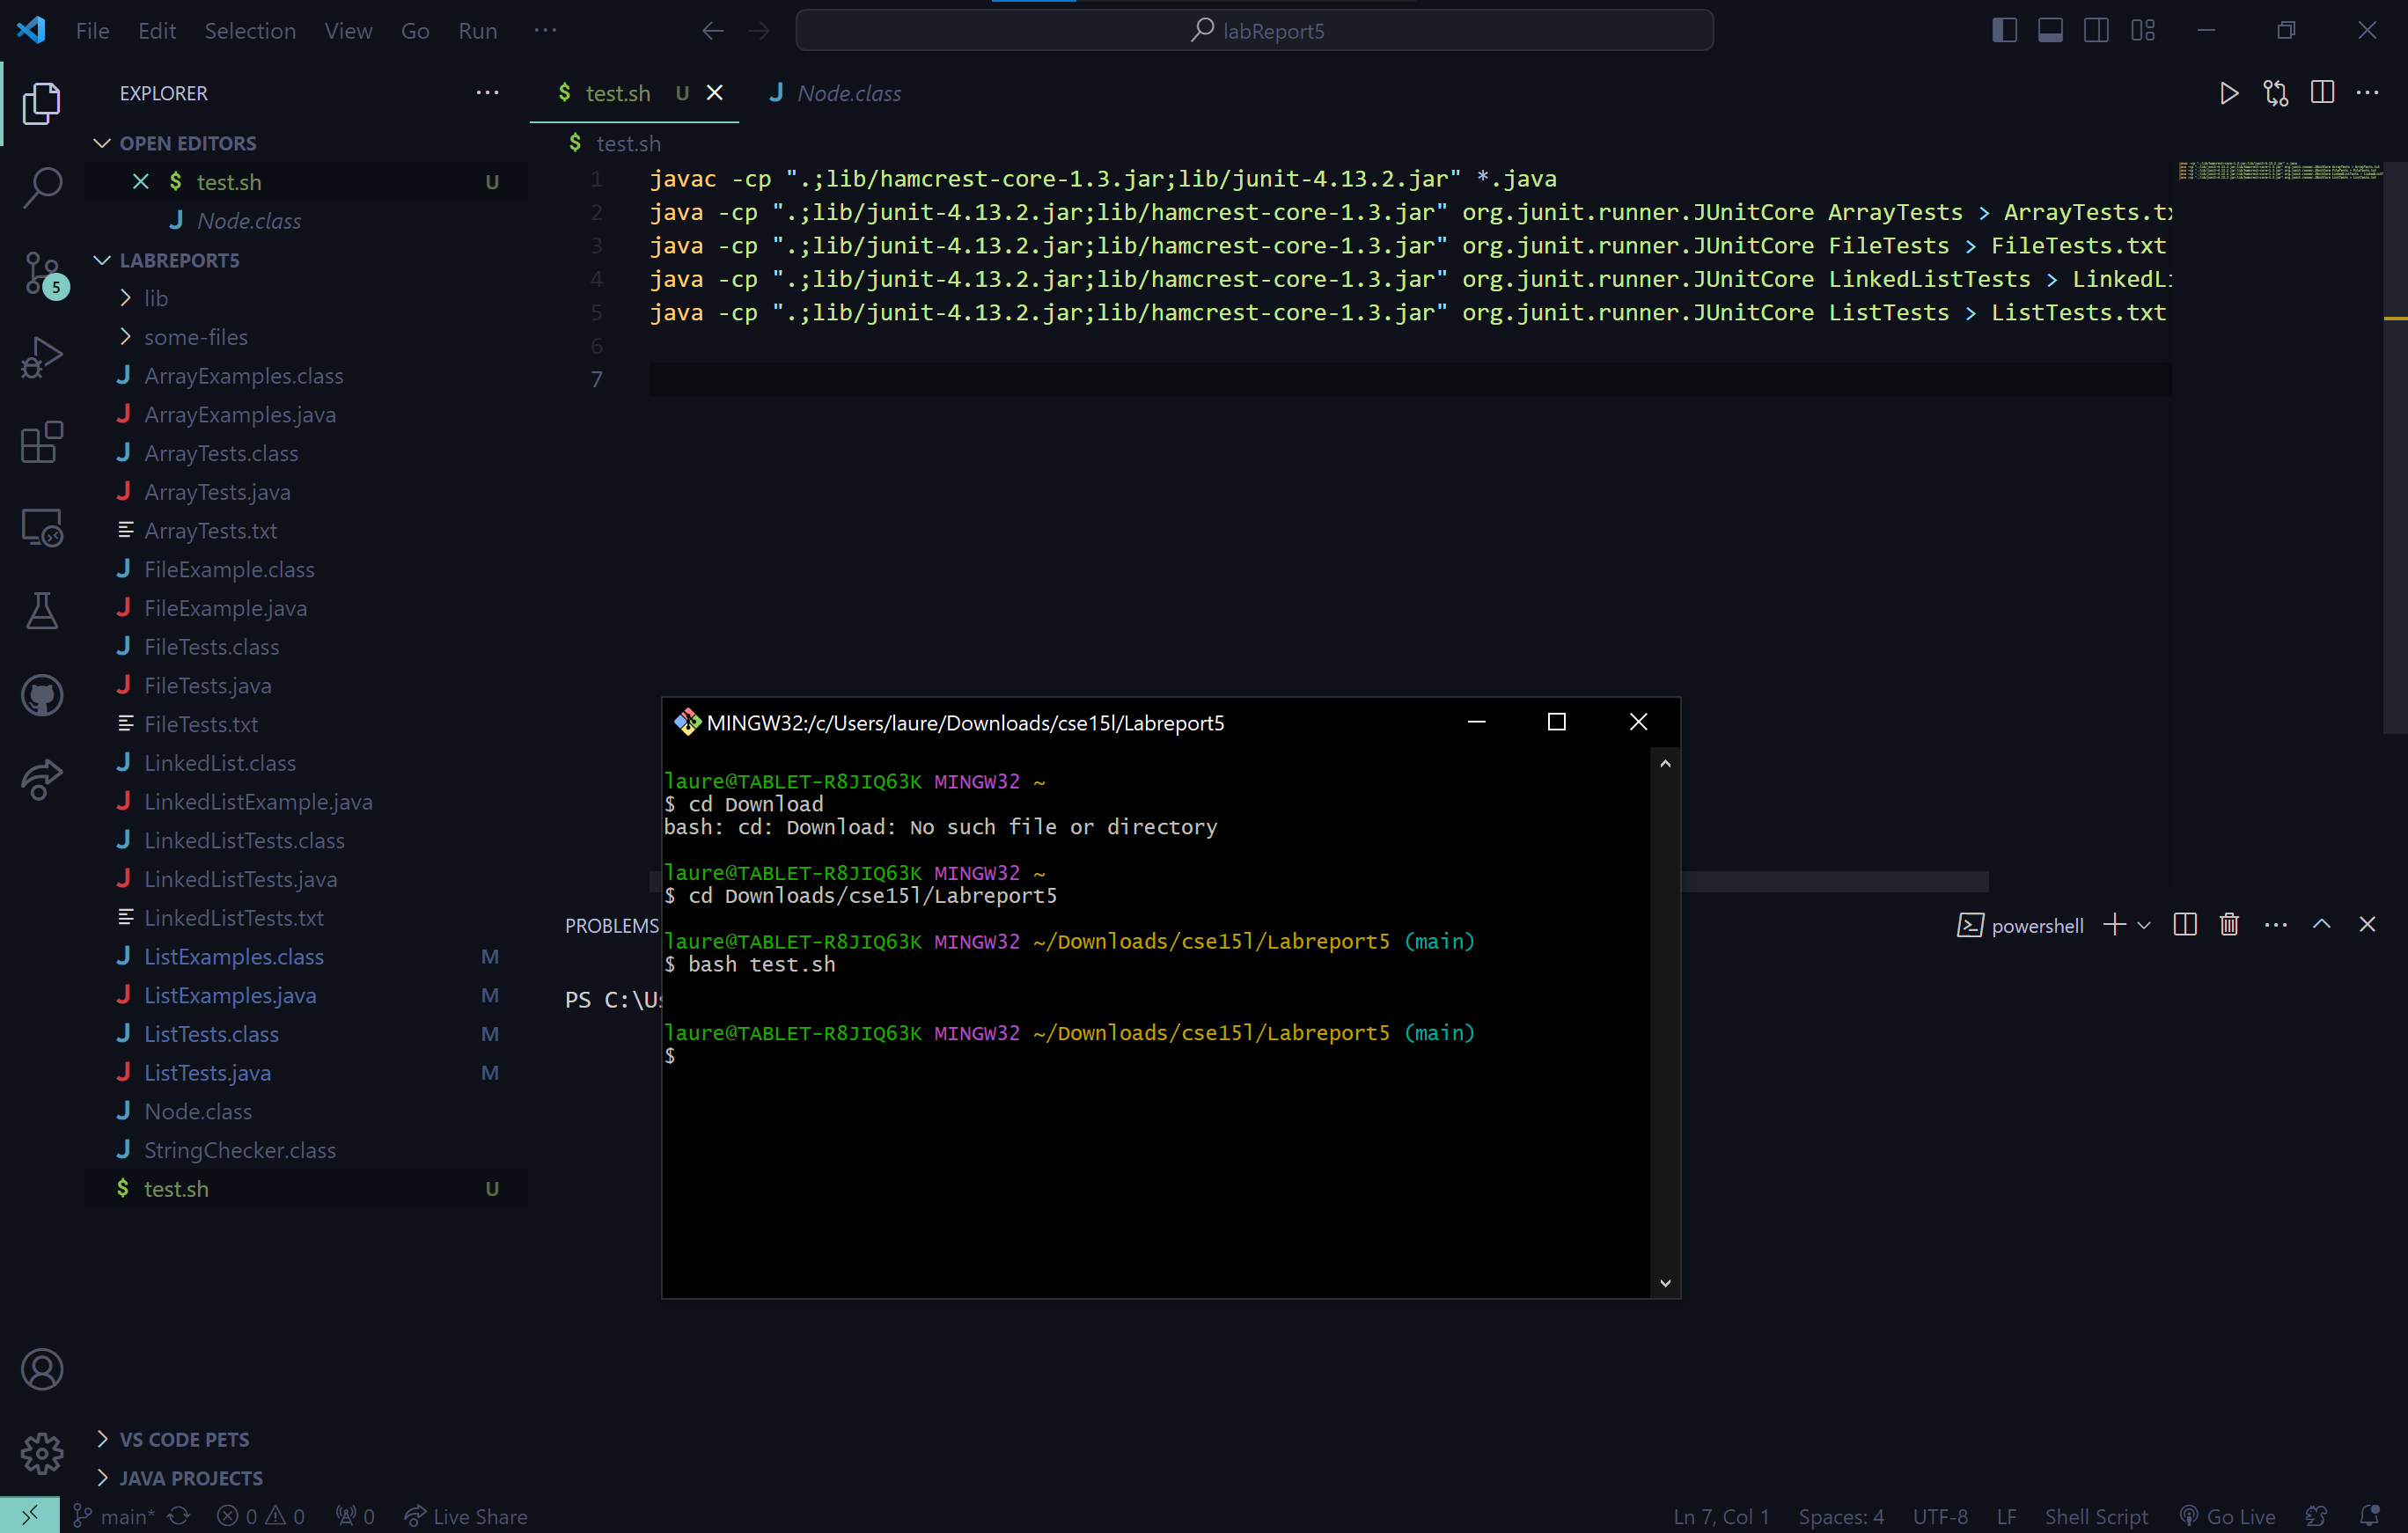 File Edit Selection View Go Run ···
labReport5
EXPLORER
OPEN EDITORS
$ test.sh U
J Node.class
LABREPORT5
lib
some-files
J ArrayExamples.class
J ArrayExamples.java
J ArrayTests.class
J ArrayTests.java
ArrayTests.txt
J FileExample.class
J FileExample.java
J FileTests.class
J FileTests.java
FileTests.txt
J LinkedList.class
J LinkedListExample.java
J LinkedListTests.class
J LinkedListTests.java
LinkedListTests.txt
J ListExamples.class M
J ListExamples.java M
J ListTests.class M
J ListTests.java M
J Node.class
J StringChecker.class
$ test.sh U
VS CODE PETS
JAVA PROJECTS
5
$ test.sh U
J Node.class
$ test.sh
1 javac -cp ".;lib/hamcrest-core-1.3.jar;lib/junit-4.13.2.jar" *.java
2 java -cp ".;lib/junit-4.13.2.jar;lib/hamcrest-core-1.3.jar" org.junit.runner.JUnitCore ArrayTests > ArrayTests.tx
3 java -cp ".;lib/junit-4.13.2.jar;lib/hamcrest-core-1.3.jar" org.junit.runner.JUnitCore FileTests > FileTests.txt
4 java -cp ".;lib/junit-4.13.2.jar;lib/hamcrest-core-1.3.jar" org.junit.runner.JUnitCore LinkedListTests > LinkedLi
5 java -cp ".;lib/junit-4.13.2.jar;lib/hamcrest-core-1.3.jar" org.junit.runner.JUnitCore ListTests > ListTests.txt
6
7
PROBLEMS
powershell
PS C:\Us
MINGW32:/c/Users/laure/Downloads/cse15l/Labreport5
laure@TABLET-R8JIQ63K MINGW32 ~
$ cd Download
bash: cd: Download: No such file or directory
laure@TABLET-R8JIQ63K MINGW32 ~
$ cd Downloads/cse15l/Labreport5
laure@TABLET-R8JIQ63K MINGW32 ~/Downloads/cse15l/Labreport5 (main)
$ bash test.sh
laure@TABLET-R8JIQ63K MINGW32 ~/Downloads/cse15l/Labreport5 (main)
$
main* 0 0 0 Live Share
Ln 7, Col 1 Spaces: 4 UTF-8 LF Shell Script Go Live